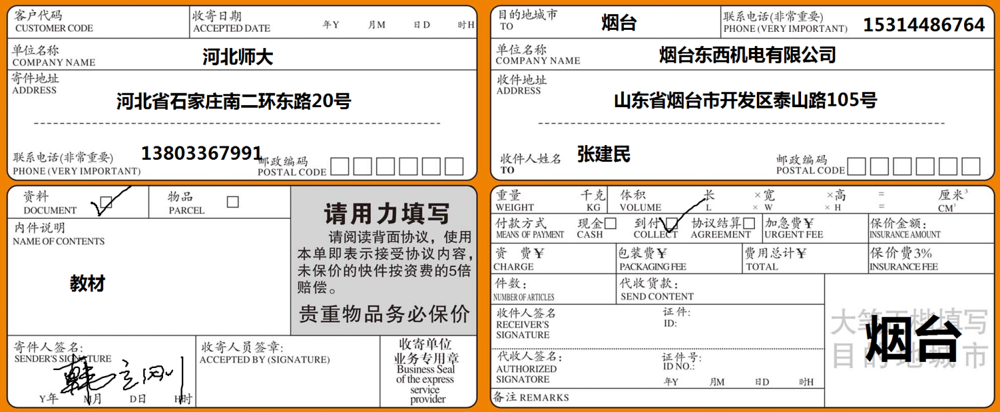 客户代码
CUSTOMER CODE
收寄日期
ACCEPTED DATE
年Y 月M 日D 时H
单位名称
COMPANY NAME
河北师大
寄件地址
ADDRESS
河北省石家庄南二环东路20号
联系电话(非常重要)
PHONE (VERY IMPORTANT)
13803367991
邮政编码
POSTAL CODE
目的地城市
TO
烟台
联系电话(非常重要)
PHONE (VERY IMPORTANT)
15314486764
单位名称
COMPANY NAME
烟台东西机电有限公司
收件地址
ADDRESS
山东省烟台市开发区泰山路105号
收件人姓名
TO
张建民
邮政编码
POSTAL CODE
资料
DOCUMENT
物品
PARCEL
内件说明
NAME OF CONTENTS
教材
请用力填写
请阅读背面协议，使用
本单即表示接受协议内容，
未保价的快件按资费的5倍
赔偿。
贵重物品务必保价
寄件人签名:
SENDER'S SIGNATURE
韩立刚
Y年 M月 D日 H时
收寄人员签章:
ACCEPTED BY (SIGNATURE)
收寄单位
业务专用章
Business Seal
of the express
service
provider
重量 千克
WEIGHT KG
体积 长 ×宽 ×高 = 厘米³
VOLUME L × W × H = CM³
付款方式
MEANS OF PAYMENT
现金
CASH
到付
COLLECT
协议结算
AGREEMENT
加急费¥
URGENT FEE
保价金额:
INSURANCE AMOUNT
资 费¥
CHARGE
包装费¥
PACKAGING FEE
费用总计¥
TOTAL
保价费3%
INSURANCE FEE
件数:
NUMBER OF ARTICLES
代收货款:
SEND CONTENT
收件人签名
RECEIVER'S
SIGNATURE
证件:
ID:
代收人签名:
AUTHORIZED
SIGNATORE
证件号:
ID NO.:
年Y 月M 日D 时H
备注 REMARKS
大笔正楷填写
目的地城市
烟台